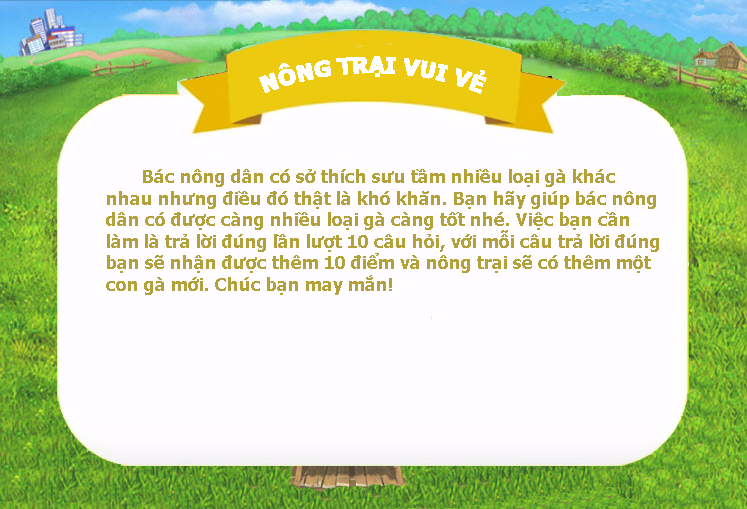 NÔNG TRẠI VUI VẺ
Bác nông dân có sở thích sưu tầm nhiều loại gà khác
nhau nhưng điều đó thật là khó khăn. Bạn hãy giúp bác nông
dân có được càng nhiều loại gà càng tốt nhé. Việc bạn cần
làm là trả lời đúng lần lượt 10 câu hỏi, với mỗi câu trả lời đúng
bạn sẽ nhận được thêm 10 điểm và nông trại sẽ có thêm một
con gà mới. Chúc bạn may mắn!